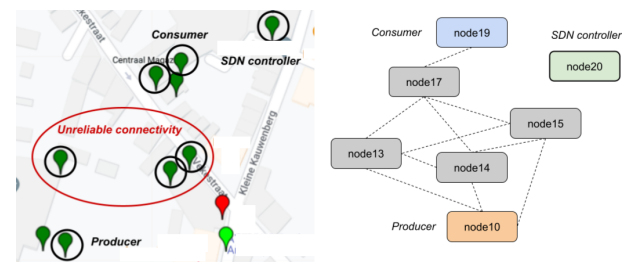 Consumer
Centraal Magaz
SDN controller
Unreliable connectivity
Vekestraat
Kleine Kauwenberg
Producer
Consumer
node19
SDN controller
node20
node17
node15
node13
node14
Producer
node10